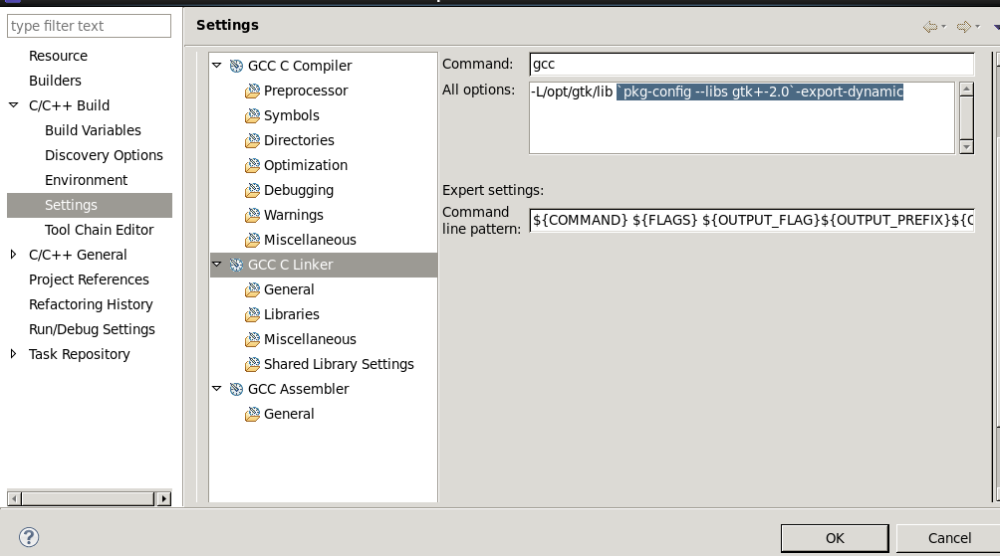 type filter text
Resource
Builders
C/C++ Build
Build Variables
Discovery Options
Environment
Settings
Tool Chain Editor
C/C++ General
Project References
Refactoring History
Run/Debug Settings
Task Repository
Settings
GCC C Compiler
Preprocessor
Symbols
Directories
Optimization
Debugging
Warnings
Miscellaneous
GCC C Linker
General
Libraries
Miscellaneous
Shared Library Settings
GCC Assembler
General
Command: gcc
All options: -L/opt/gtk/lib `pkg-config --libs gtk+-2.0`-export-dynamic
Expert settings:
Command
line pattern: ${COMMAND} ${FLAGS} ${OUTPUT_FLAG}${OUTPUT_PREFIX}${
OK
Cancel